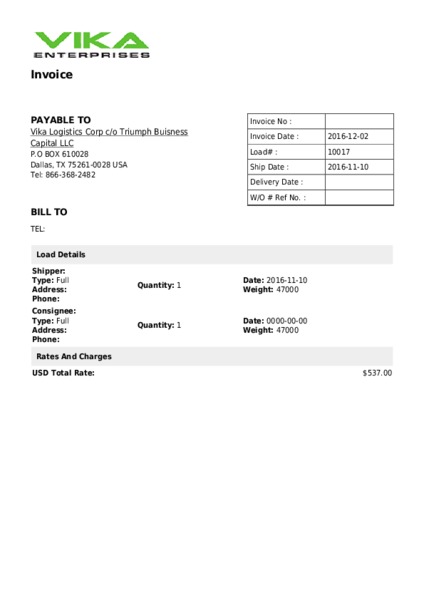 VIKA
ENTERPRISES
Invoice
PAYABLE TO
Vika Logistics Corp c/o Triumph Buisness
Capital LLC
P.O BOX 610028
Dallas, TX 75261-0028 USA
Tel: 866-368-2482
Invoice No :
Invoice Date : 2016-12-02
Load# : 10017
Ship Date : 2016-11-10
Delivery Date :
W/O # Ref No. :
BILL TO
TEL:
Load Details
Shipper:
Type: Full Quantity: 1 Date: 2016-11-10
Address: Weight: 47000
Phone:
Consignee:
Type: Full Quantity: 1 Date: 0000-00-00
Address: Weight: 47000
Phone:
Rates And Charges
USD Total Rate: $537.00